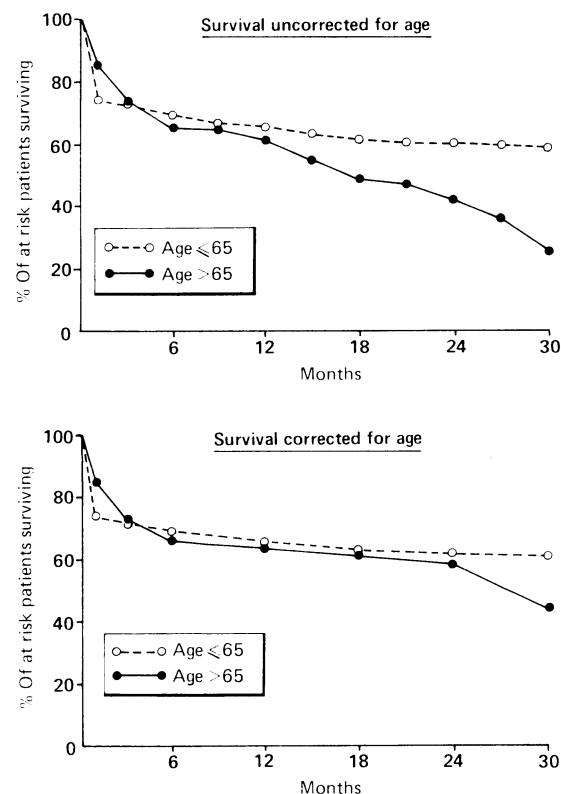 Survival uncorrected for age
% Of at risk patients surviving
100
80
60
40
20
0
Age ⩽65
Age >65
6 12 18 24 30
Months
Survival corrected for age
% Of at risk patients surviving
100
80
60
40
20
0
Age ⩽65
Age >65
6 12 18 24 30
Months